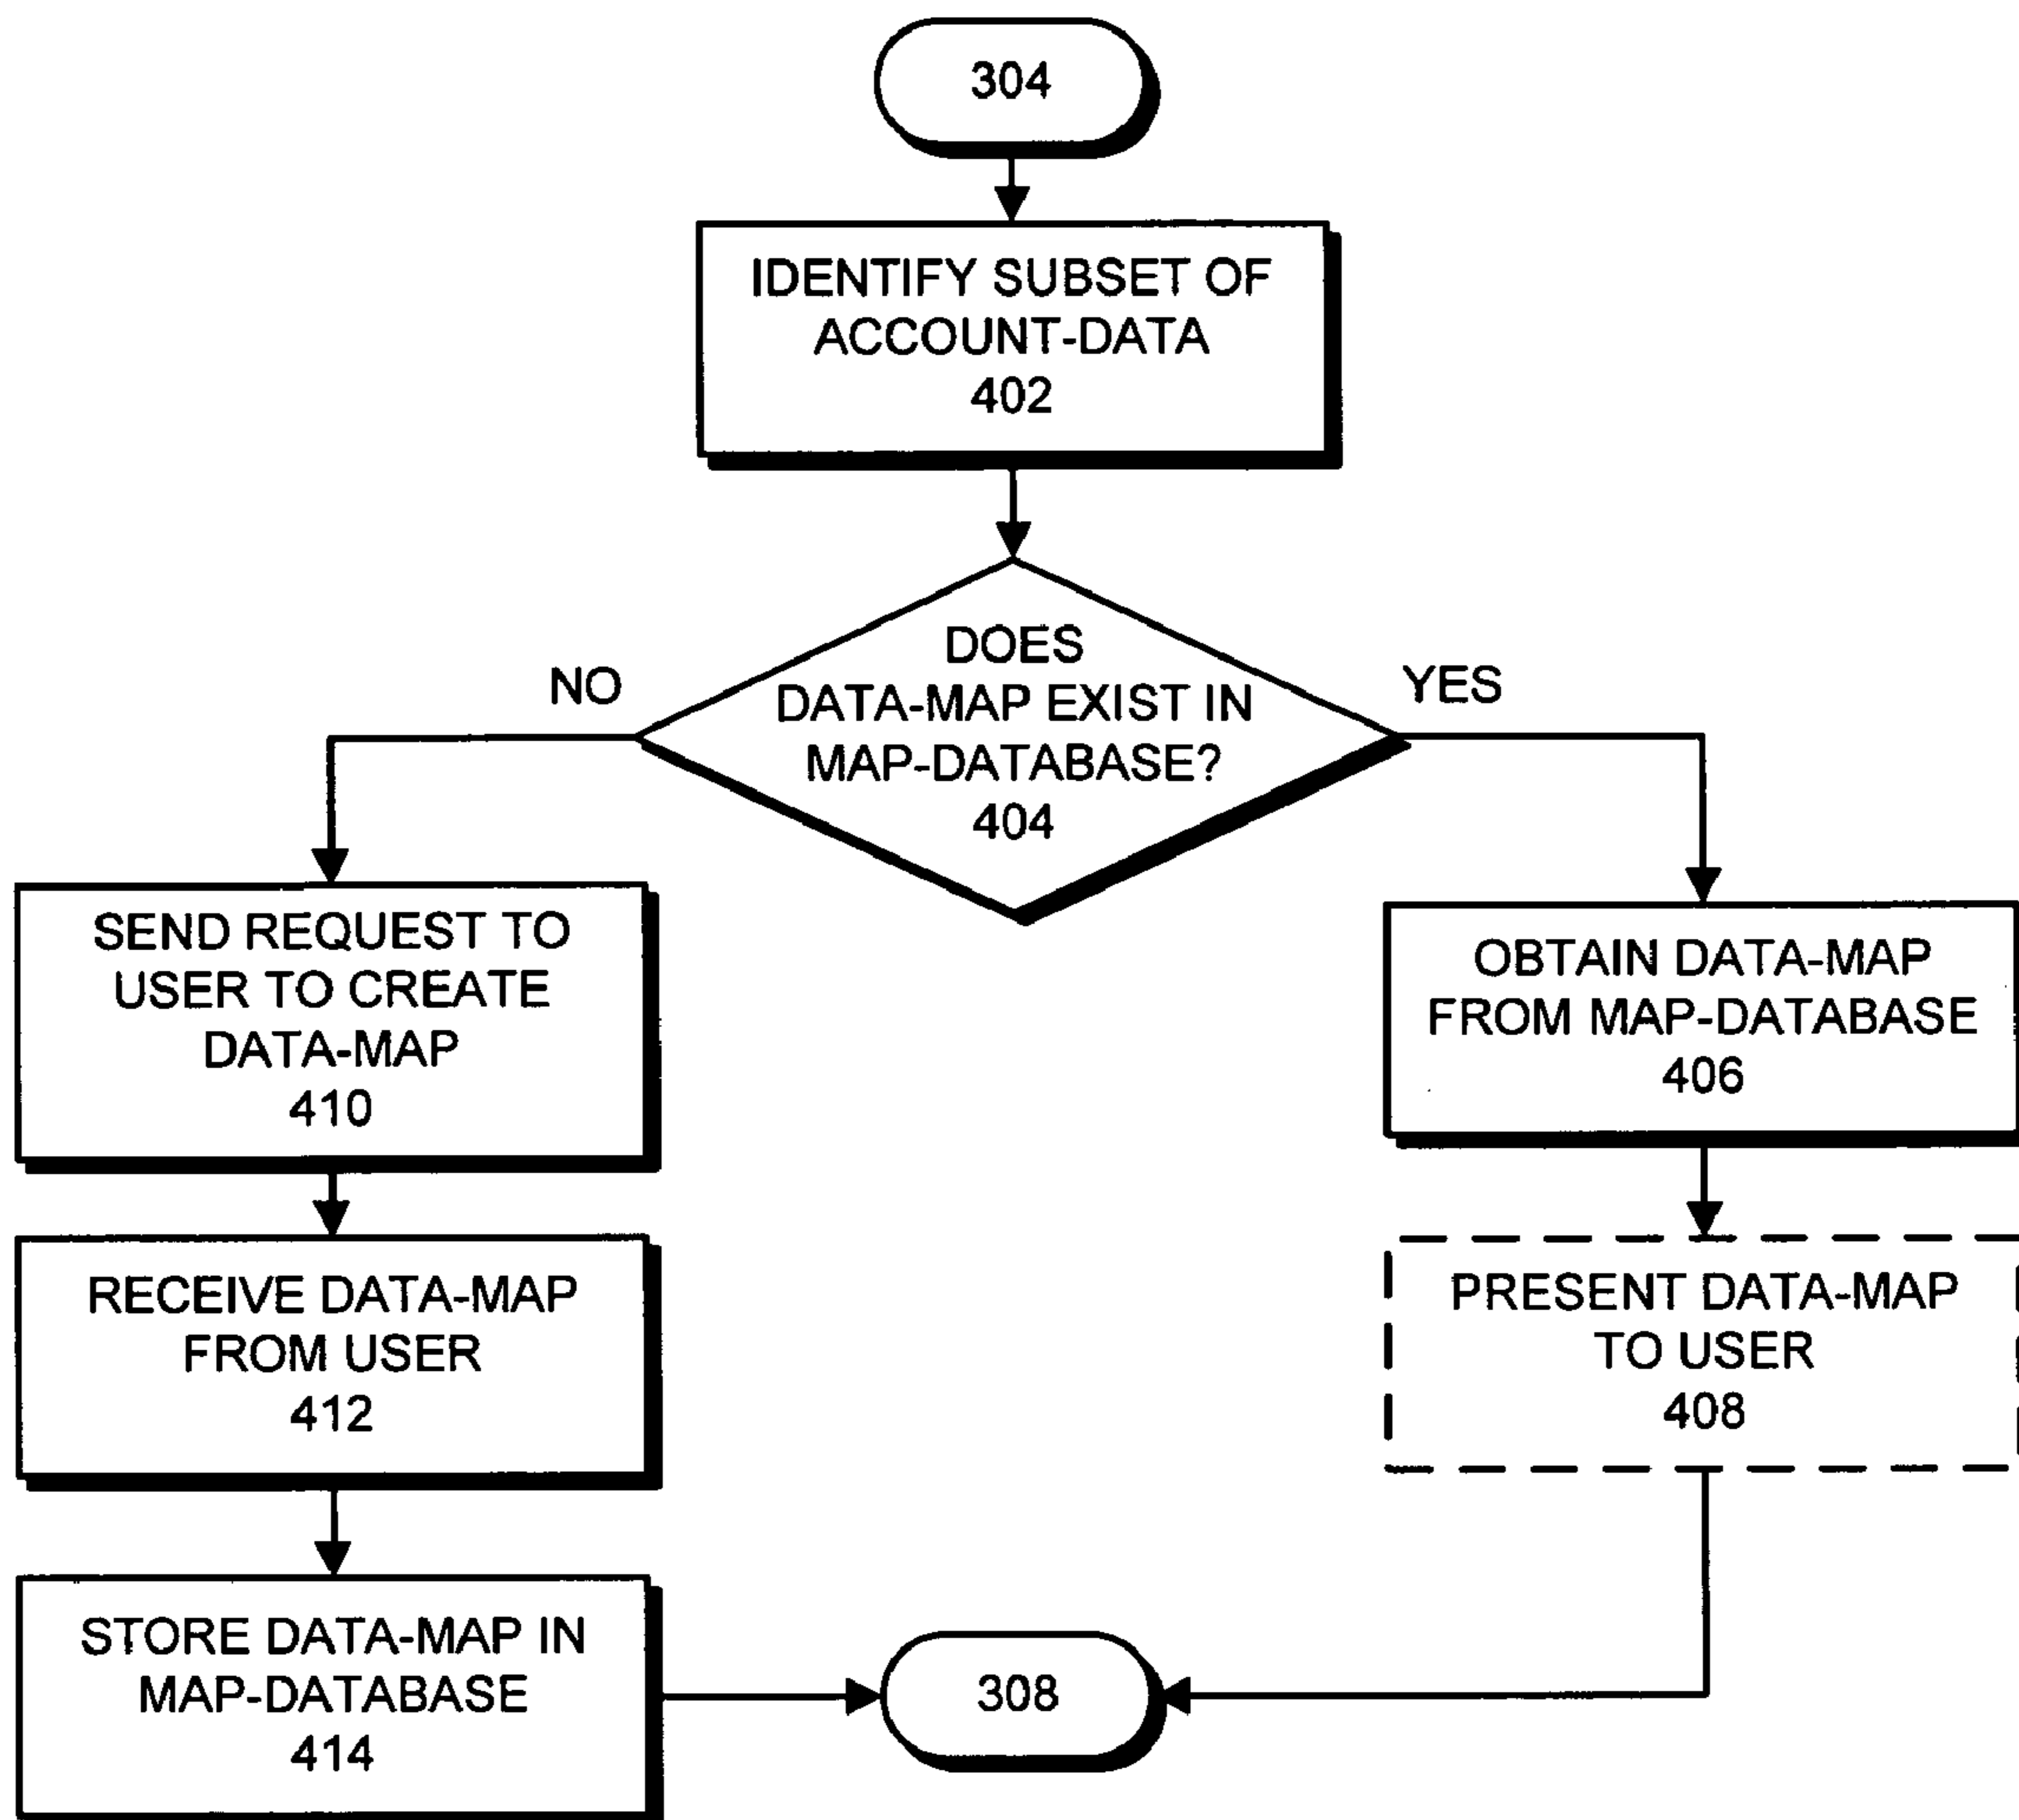 304
IDENTIFY SUBSET OF
ACCOUNT-DATA
402
DOES
DATA-MAP EXIST IN
MAP-DATABASE?
404
NO
YES
SEND REQUEST TO
USER TO CREATE
DATA-MAP
410
OBTAIN DATA-MAP
FROM MAP-DATABASE
406
RECEIVE DATA-MAP
FROM USER
412
PRESENT DATA-MAP
TO USER
408
STORE DATA-MAP IN
MAP-DATABASE
414
308